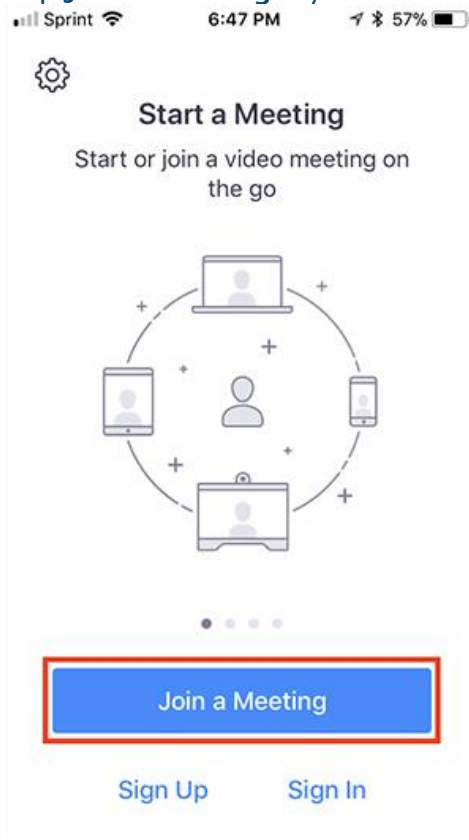 Sprint 6:47 PM 57%
Start a Meeting
Start or join a video meeting on
the go
Join a Meeting
Sign Up Sign In